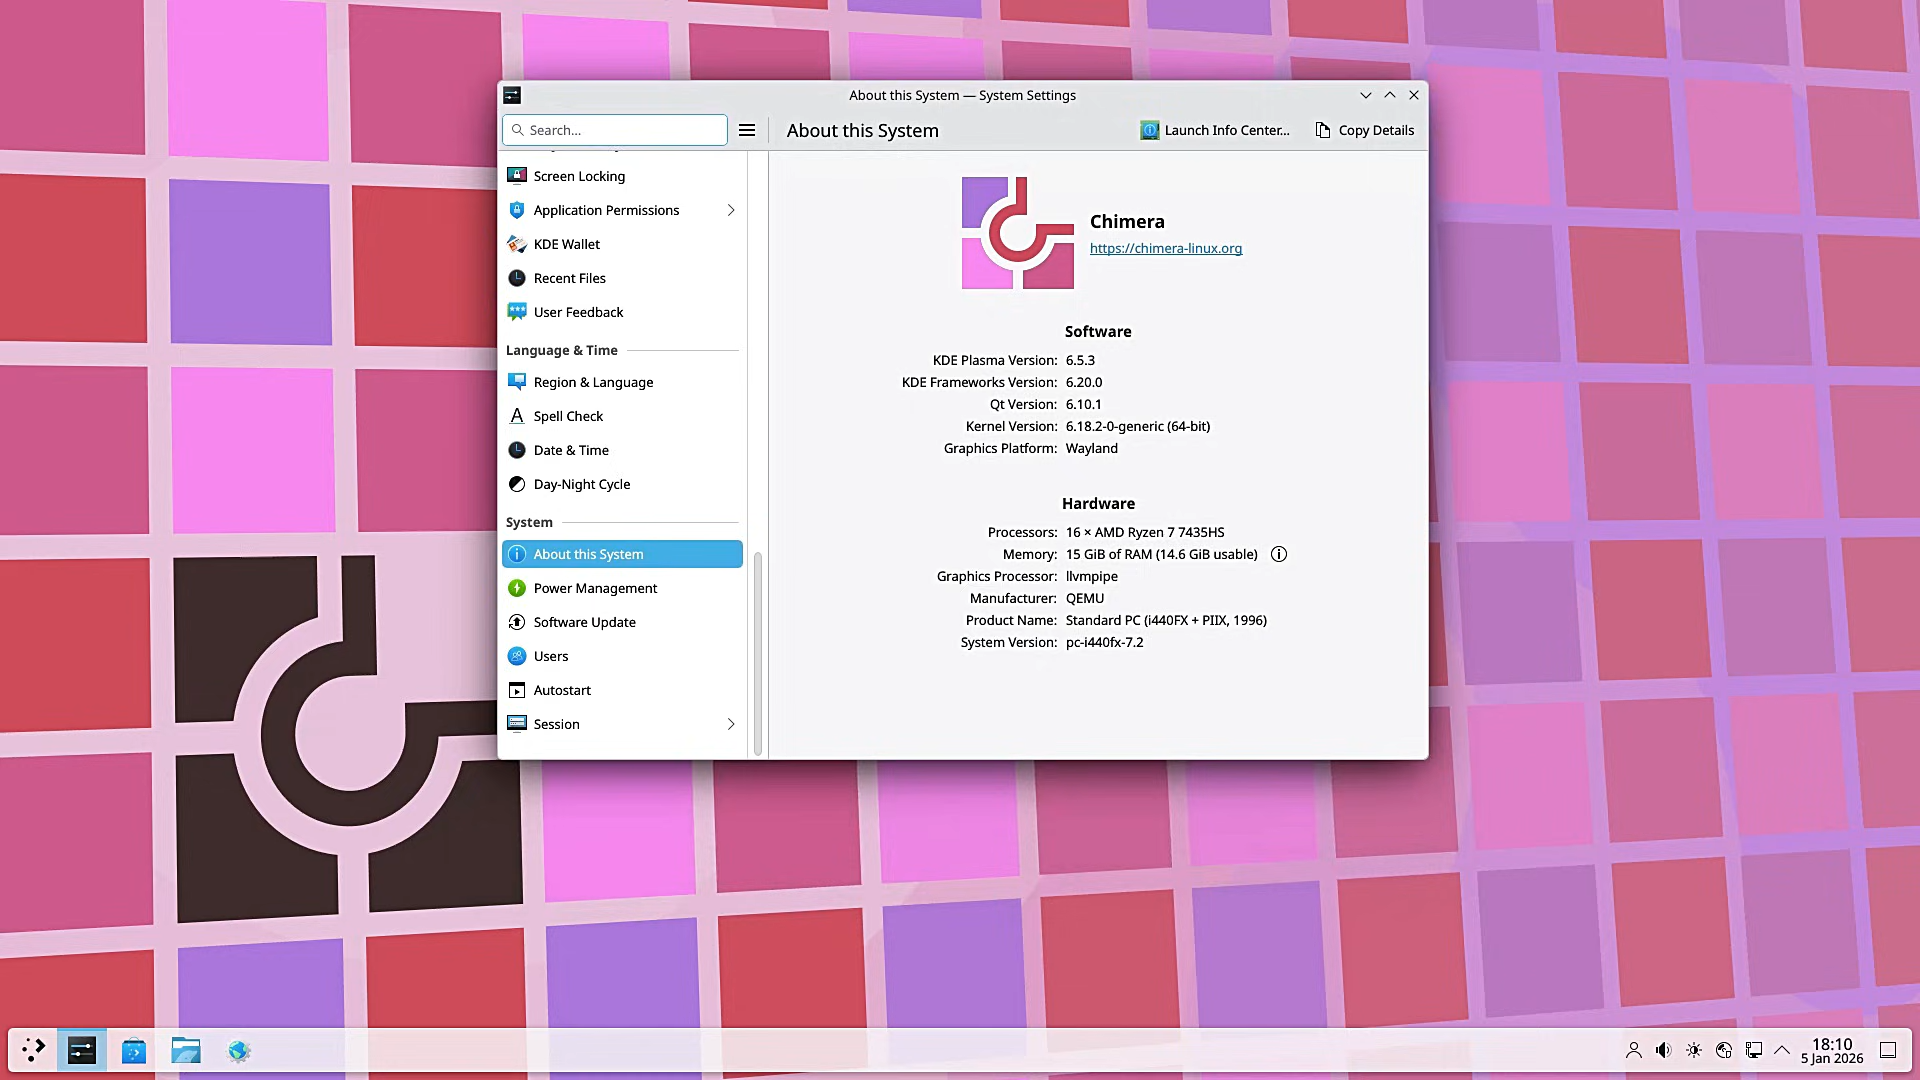 About this System — System Settings
Search...
About this System
Launch Info Center...
Copy Details
Screen Locking
Application Permissions
KDE Wallet
Recent Files
User Feedback
Language & Time
Region & Language
Spell Check
Date & Time
Day-Night Cycle
System
About this System
Power Management
Software Update
Users
Autostart
Session
Chimera
https://chimera-linux.org
Software
KDE Plasma Version: 6.5.3
KDE Frameworks Version: 6.20.0
Qt Version: 6.10.1
Kernel Version: 6.18.2-0-generic (64-bit)
Graphics Platform: Wayland
Hardware
Processors: 16 × AMD Ryzen 7 7435HS
Memory: 15 GiB of RAM (14.6 GiB usable)
Graphics Processor: llvmpipe
Manufacturer: QEMU
Product Name: Standard PC (i440FX + PIIX, 1996)
System Version: pc-i440fx-7.2
18:10
5 Jan 2026